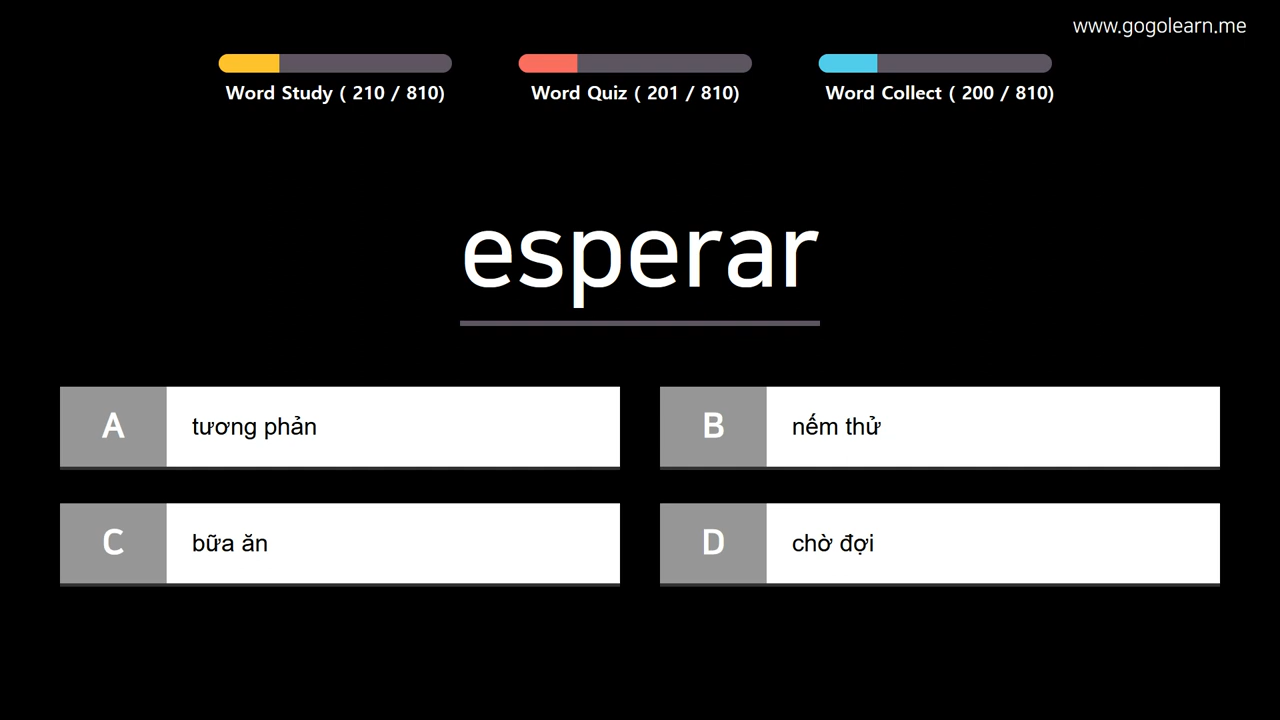 www.gogolearn.me
Word Study ( 210 / 810)
Word Quiz ( 201 / 810)
Word Collect ( 200 / 810)
esperar
A tương phản
B nếm thử
C bữa ăn
D chờ đợi